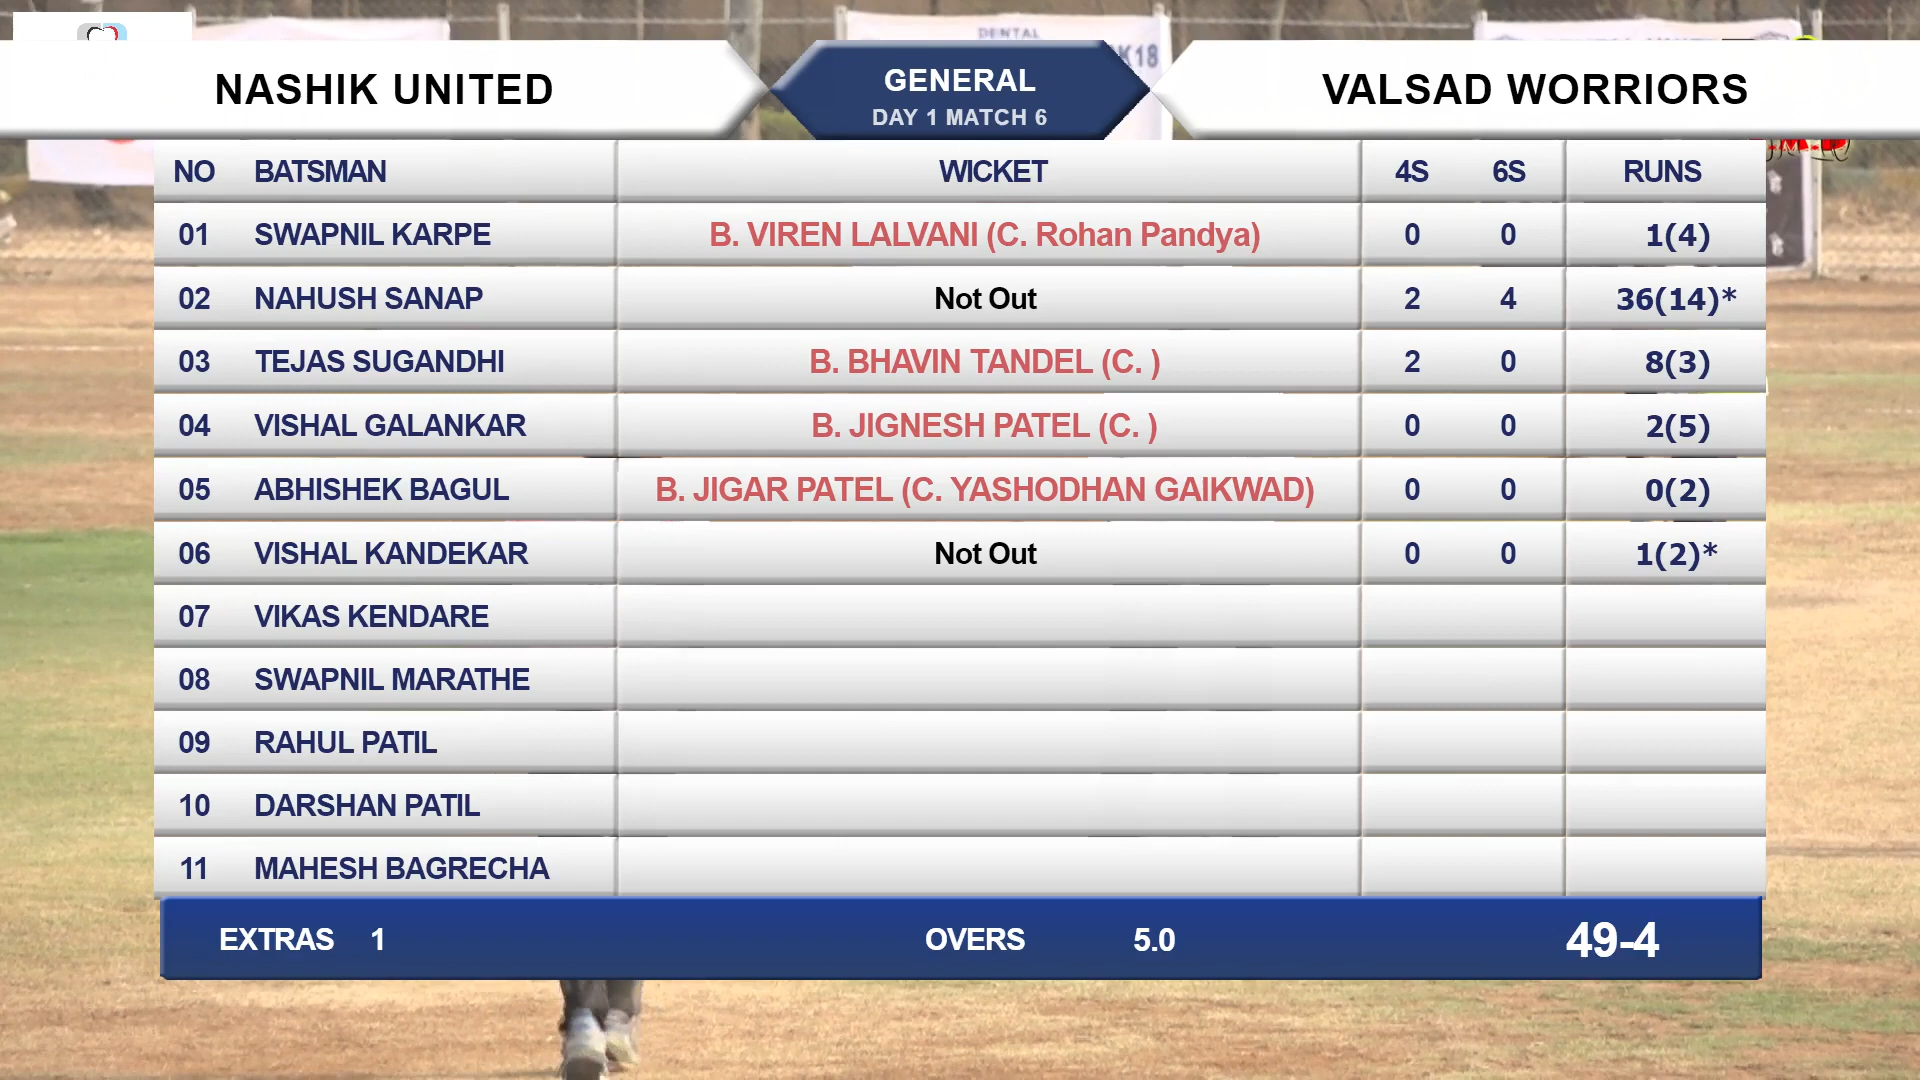 DENTAL
K18
NASHIK UNITED
GENERAL
DAY 1 MATCH 6
VALSAD WORRIORS
NO BATSMAN WICKET 4S 6S RUNS
01 SWAPNIL KARPE B. VIREN LALVANI (C. Rohan Pandya) 0 0 1(4)
02 NAHUSH SANAP Not Out 2 4 36(14)*
03 TEJAS SUGANDHI B. BHAVIN TANDEL (C. ) 2 0 8(3)
04 VISHAL GALANKAR B. JIGNESH PATEL (C. ) 0 0 2(5)
05 ABHISHEK BAGUL B. JIGAR PATEL (C. YASHODHAN GAIKWAD) 0 0 0(2)
06 VISHAL KANDEKAR Not Out 0 0 1(2)*
07 VIKAS KENDARE
08 SWAPNIL MARATHE
09 RAHUL PATIL
10 DARSHAN PATIL
11 MAHESH BAGRECHA
EXTRAS 1 OVERS 5.0 49-4